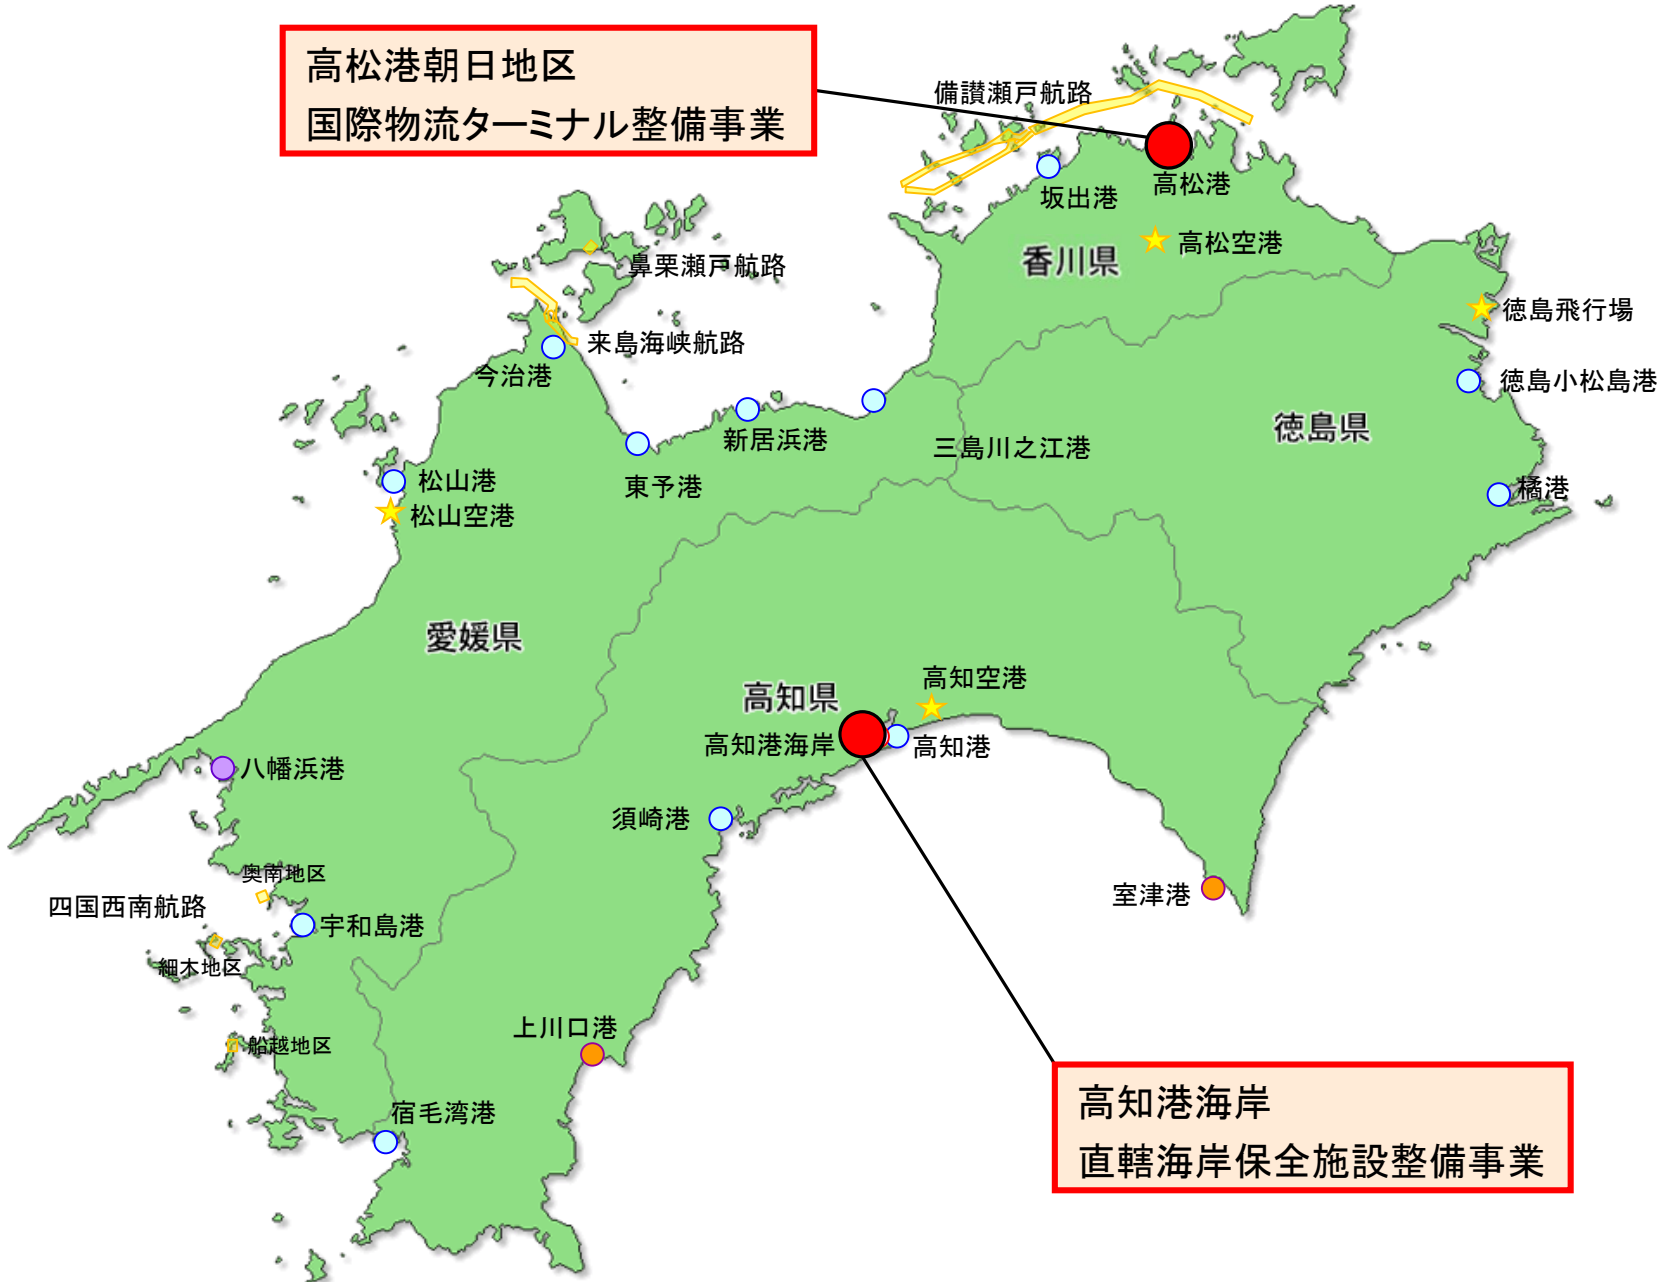 高松港朝日地区
国際物流ターミナル整備事業
備讃瀬戸航路
坂出港
高松港
香川県
高松空港
鼻栗瀬戸航路
徳島飛行場
来島海峡航路
今治港
徳島小松島港
新居浜港
三島川之江港
徳島県
東予港
松山港
松山空港
橘港
愛媛県
高知県
高知空港
高知港海岸
高知港
八幡浜港
須崎港
奥南地区
四国西南航路
宇和島港
細木地区
室津港
上川口港
船越地区
宿毛湾港
高知港海岸
直轄海岸保全施設整備事業